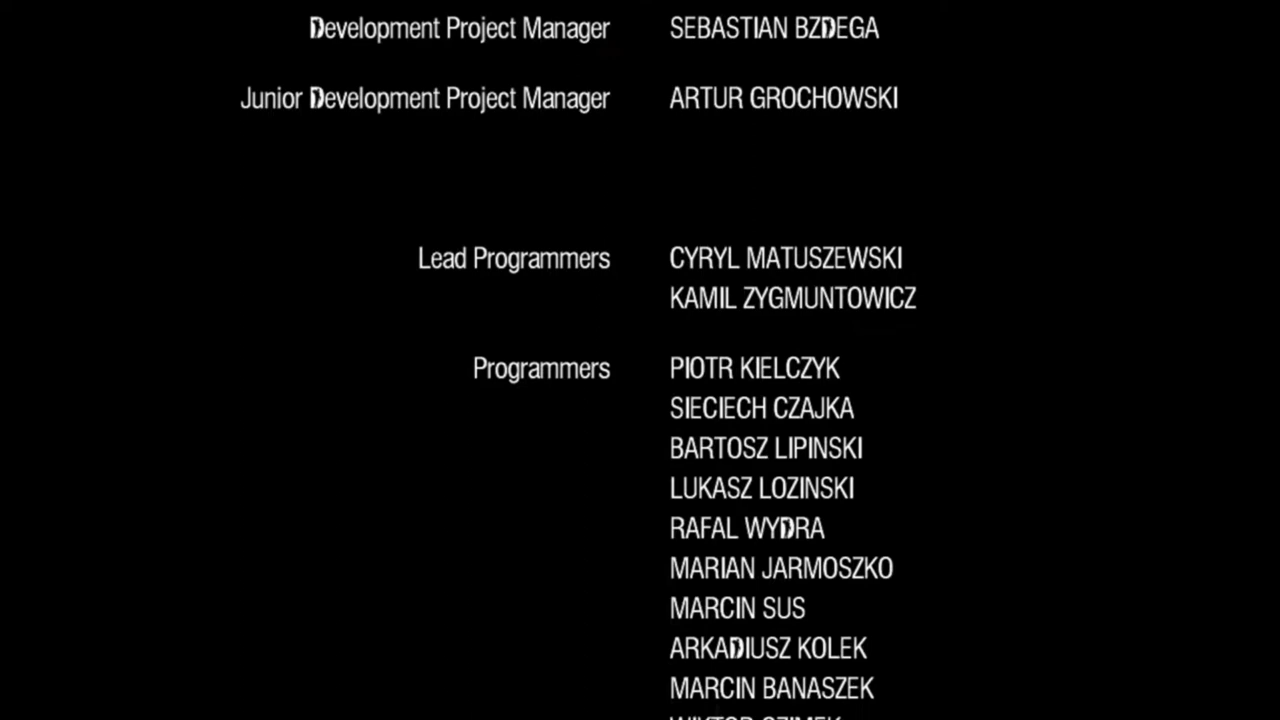 Development Project Manager SEBASTIAN BZDEGA
Junior Development Project Manager ARTUR GROCHOWSKI
Lead Programmers CYRYL MATUSZEWSKI
KAMIL ZYGMUNTOWICZ
Programmers PIOTR KIELCZYK
SIECIECH CZAJKA
BARTOSZ LIPINSKI
LUKASZ LOZINSKI
RAFAL WYDRA
MARIAN JARMOSZKO
MARCIN SUS
ARKADIUSZ KOLEK
MARCIN BANASZEK